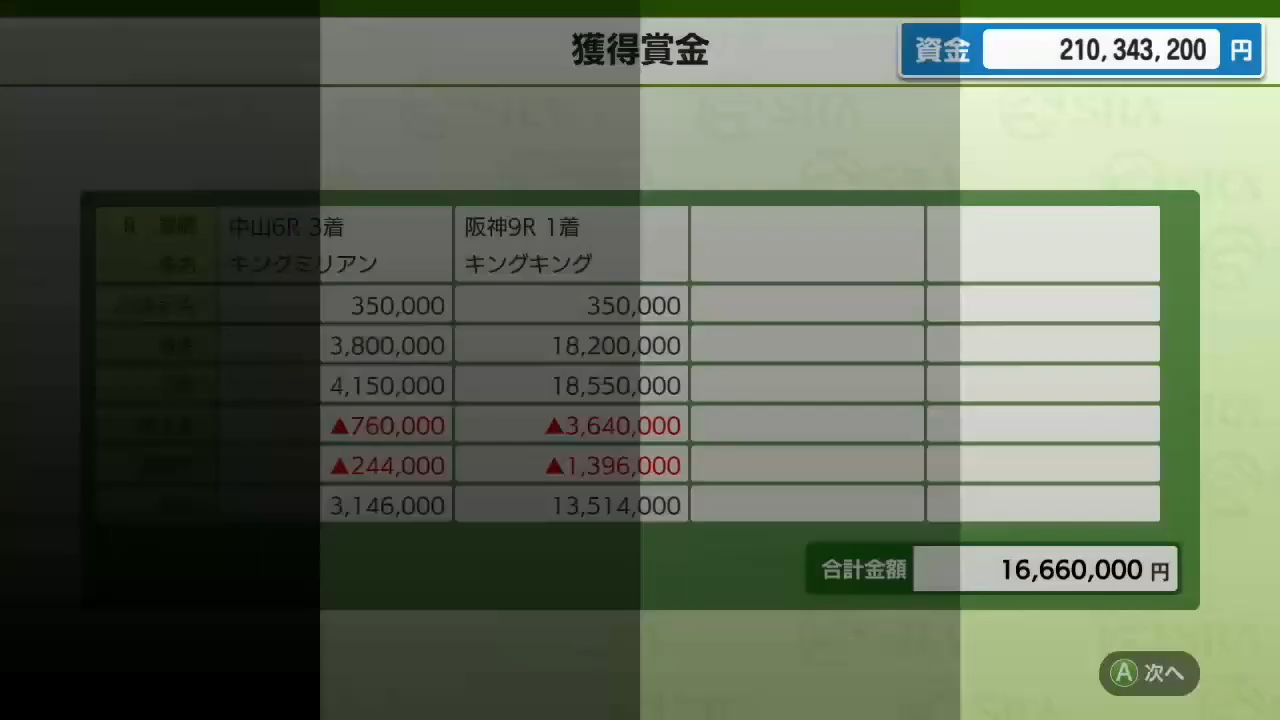 獲得賞金
資金 210,343,200 円
中山6R 3着 阪神9R 1着
キングミリアン キングキング
350,000 350,000
3,800,000 18,200,000
4,150,000 18,550,000
▲760,000 ▲3,640,000
▲244,000 ▲1,396,000
3,146,000 13,514,000
合計金額 16,660,000 円
A 次へ